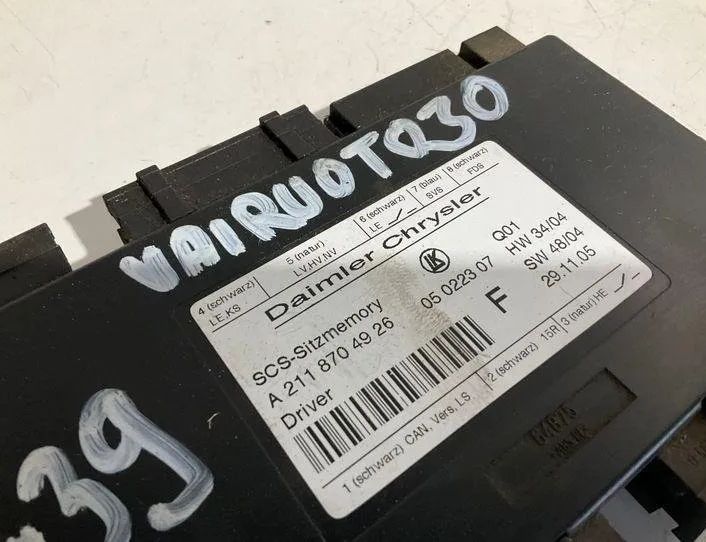 VAIRUOTO30
39
4 (schwarz)
LE,KS
5 (natur)
LV,HV,NV
6 (schwarz)
LE
7 (blau)
SVS
8 (schwarz)
FDS
Daimler Chrysler
SCS-Sitzmemory
A 211 870 49 26
Driver
05 0223 07
Q01
HW 34/04
SW 48/04
29.11.05
F
1 (schwarz) CAN, Vers, LS
2 (schwarz) 15R
3 (natur) HE